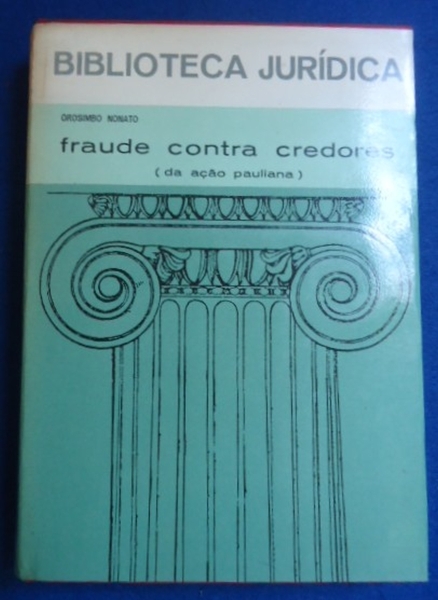 BIBLIOTECA JURÍDICA
OROSIMBO NONATO
fraude contra credores
(da ação pauliana)